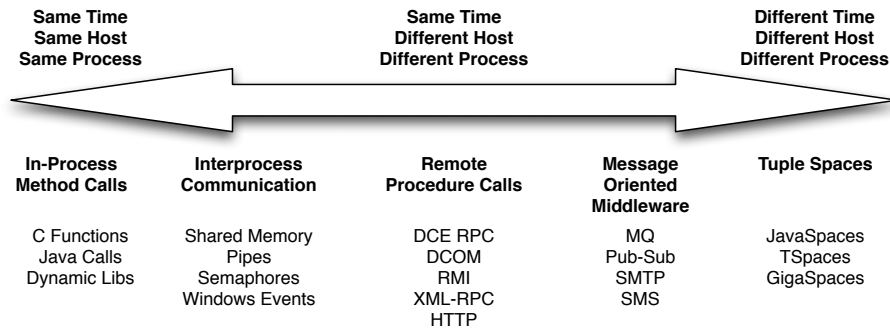 Same Time
Same Host
Same Process
Same Time
Different Host
Different Process
Different Time
Different Host
Different Process
In-Process
Method Calls
C Functions
Java Calls
Dynamic Libs
Interprocess
Communication
Shared Memory
Pipes
Semaphores
Windows Events
Remote
Procedure Calls
DCE RPC
DCOM
RMI
XML-RPC
HTTP
Message
Oriented
Middleware
MQ
Pub-Sub
SMTP
SMS
Tuple Spaces
JavaSpaces
TSpaces
GigaSpaces